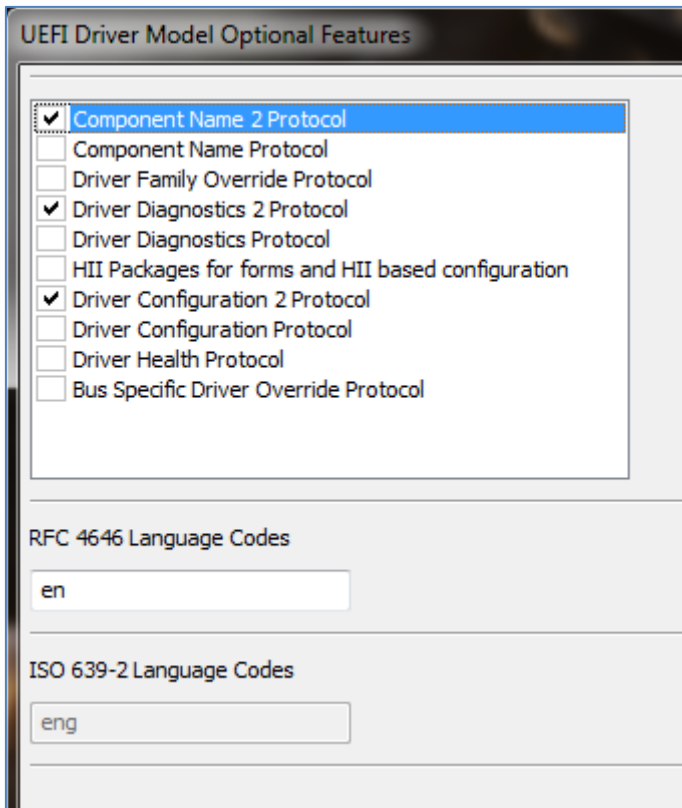 UEFI Driver Model Optional Features
Component Name 2 Protocol
Component Name Protocol
Driver Family Override Protocol
Driver Diagnostics 2 Protocol
Driver Diagnostics Protocol
HII Packages for forms and HII based configuration
Driver Configuration 2 Protocol
Driver Configuration Protocol
Driver Health Protocol
Bus Specific Driver Override Protocol
RFC 4646 Language Codes
en
ISO 639-2 Language Codes
eng